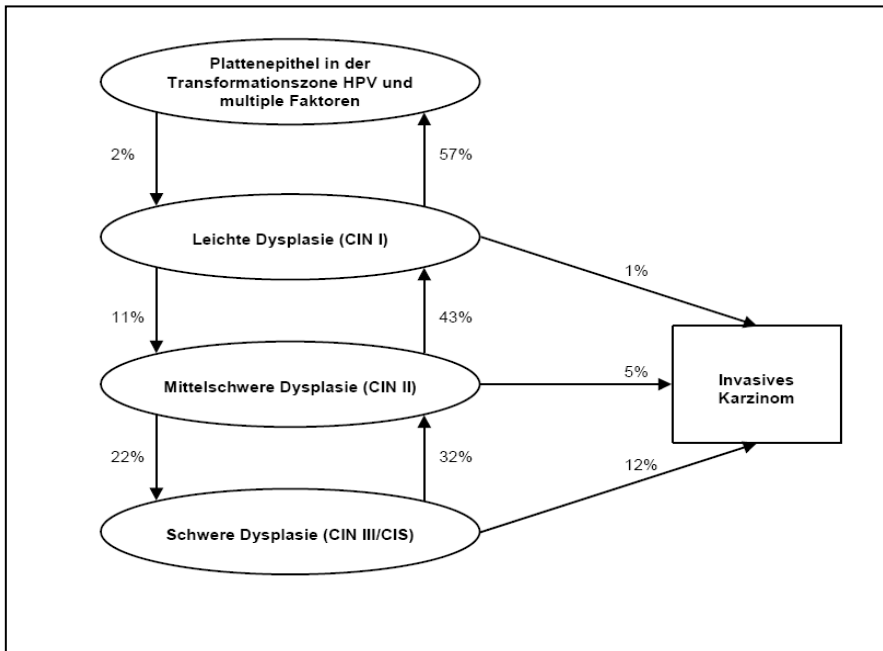 Plattenepithel in der
Transformationszone HPV und
multiple Faktoren
2%
57%
Leichte Dysplasie (CIN I)
1%
11%
43%
Mittelschwere Dysplasie (CIN II)
5%
Invasives
Karzinom
22%
32%
12%
Schwere Dysplasie (CIN III/CIS)